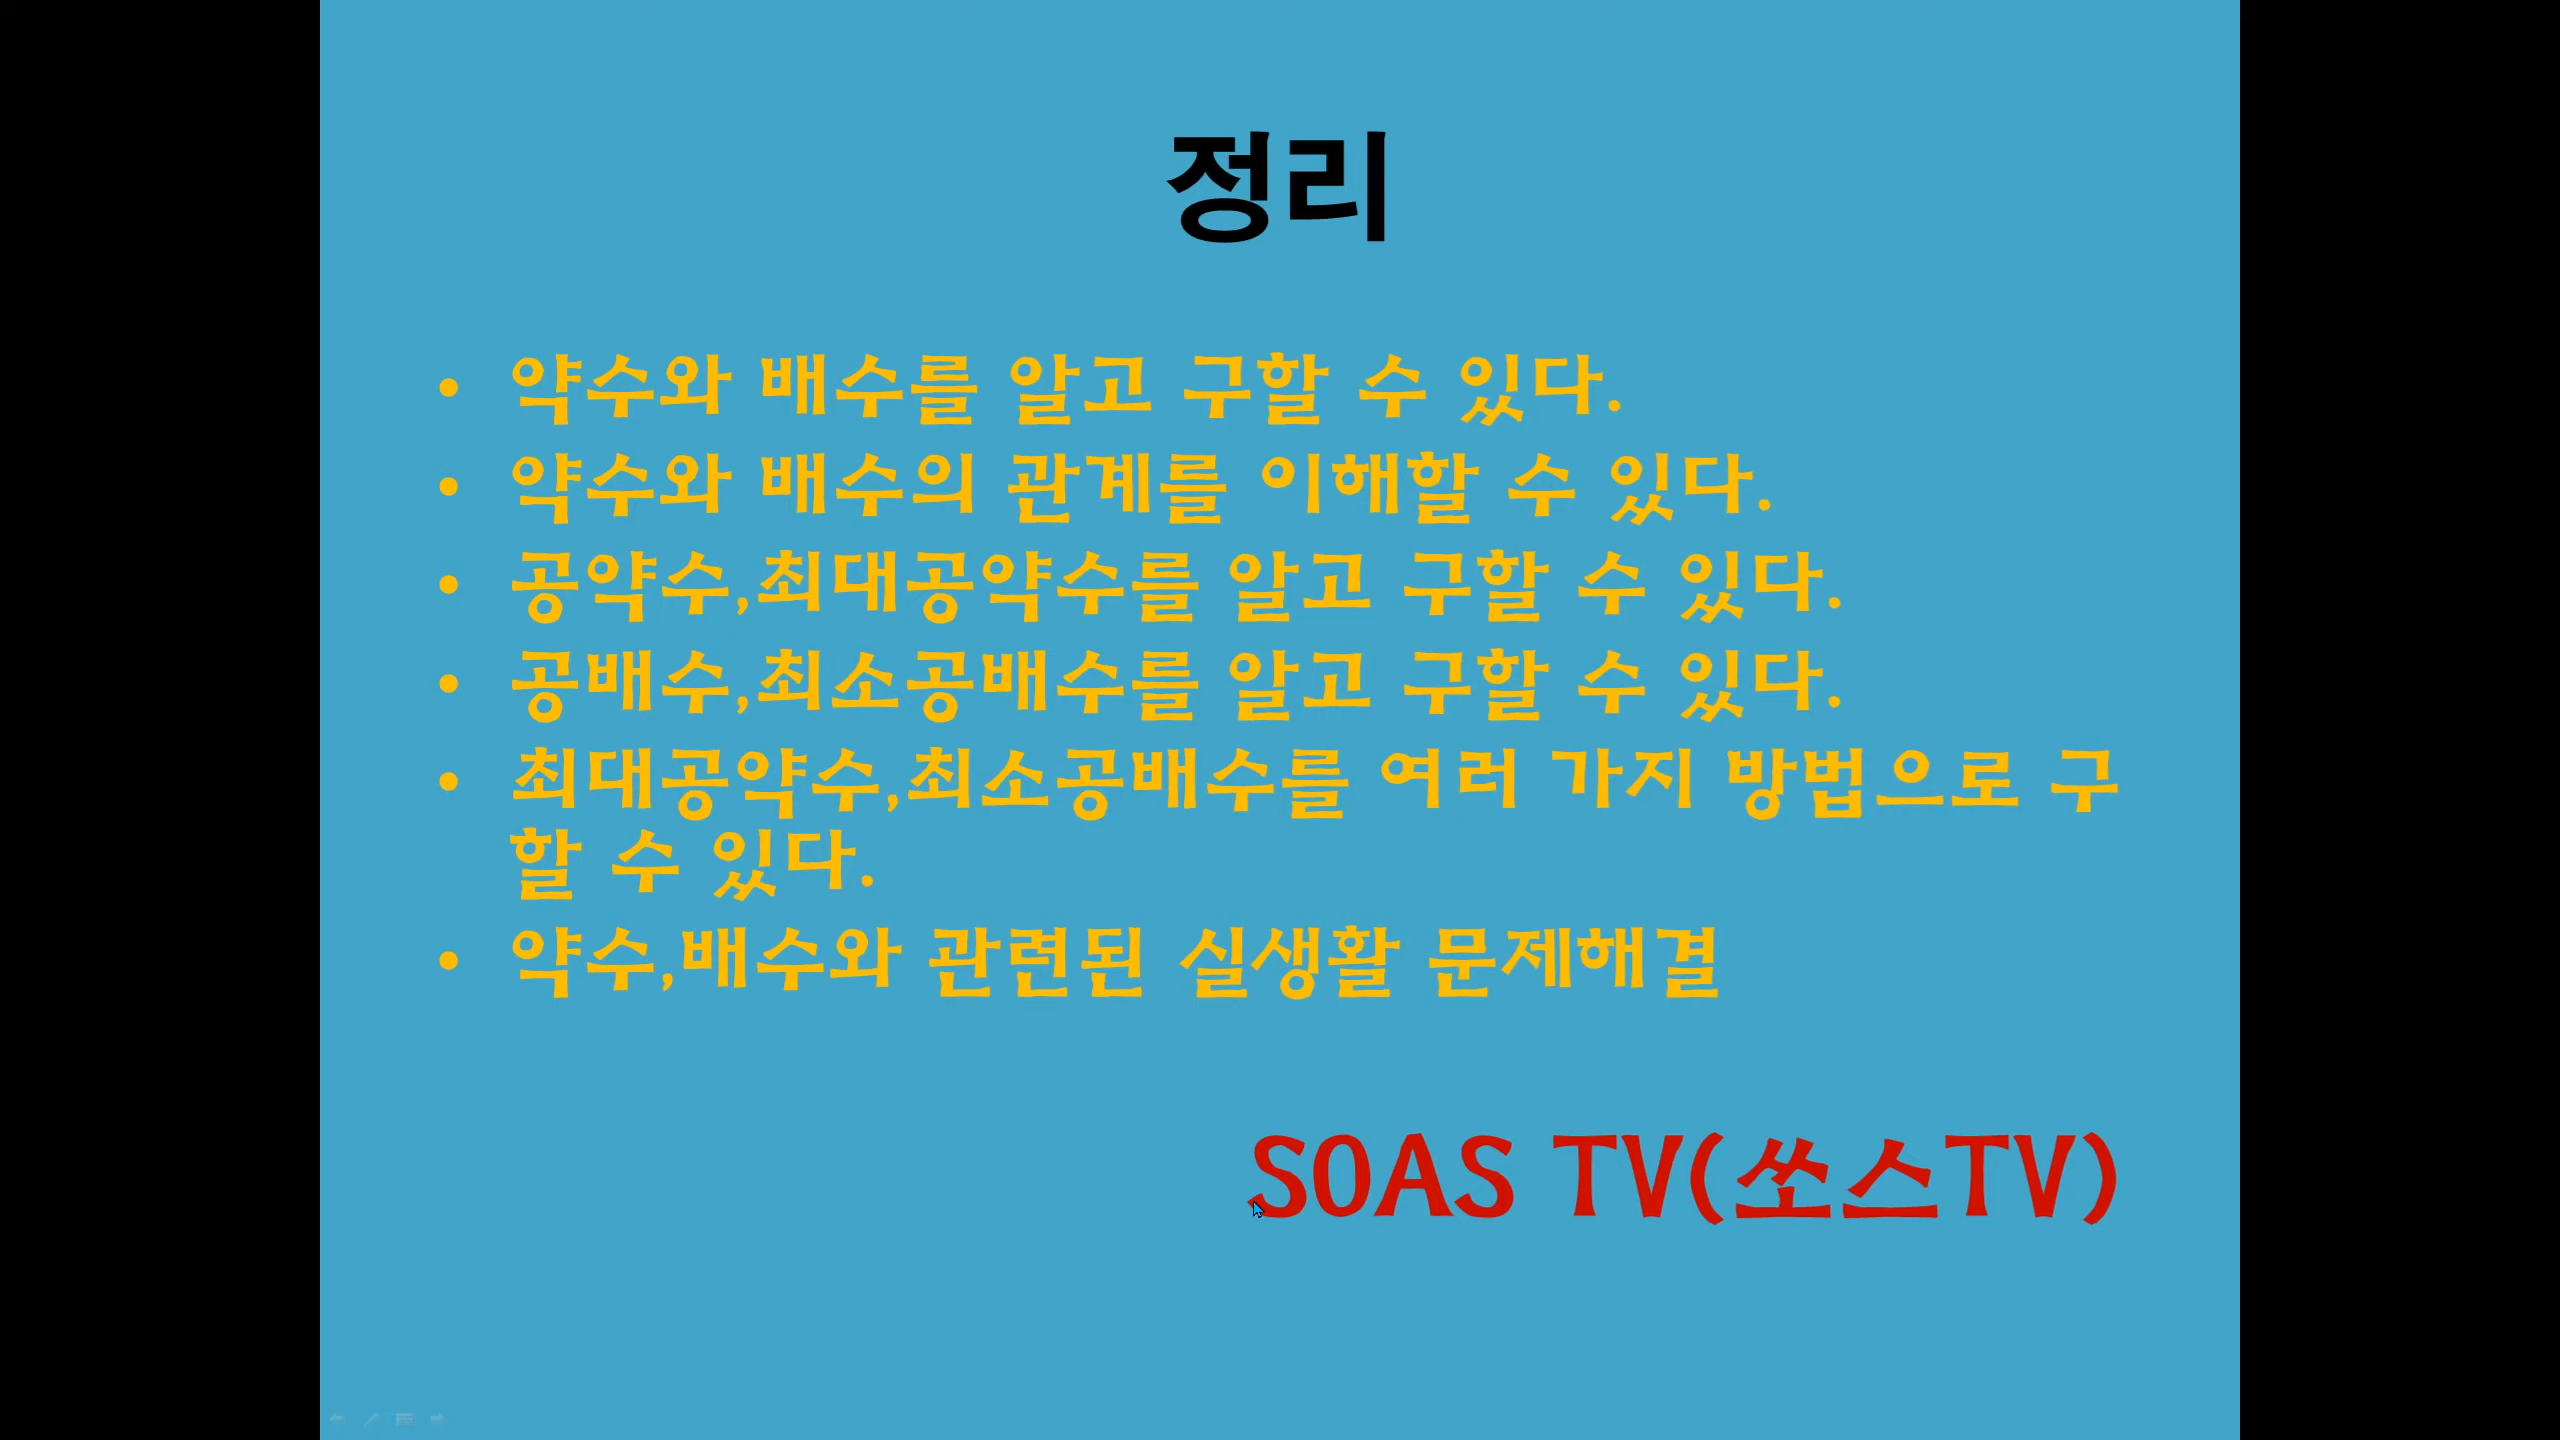 정리
• 약수와 배수를 알고 구할 수 있다.
• 약수와 배수의 관계를 이해할 수 있다.
• 공약수,최대공약수를 알고 구할 수 있다.
• 공배수,최소공배수를 알고 구할 수 있다.
• 최대공약수,최소공배수를 여러 가지 방법으로 구
할 수 있다.
• 약수,배수와 관련된 실생활 문제해결
SOAS TV(쏘스TV)